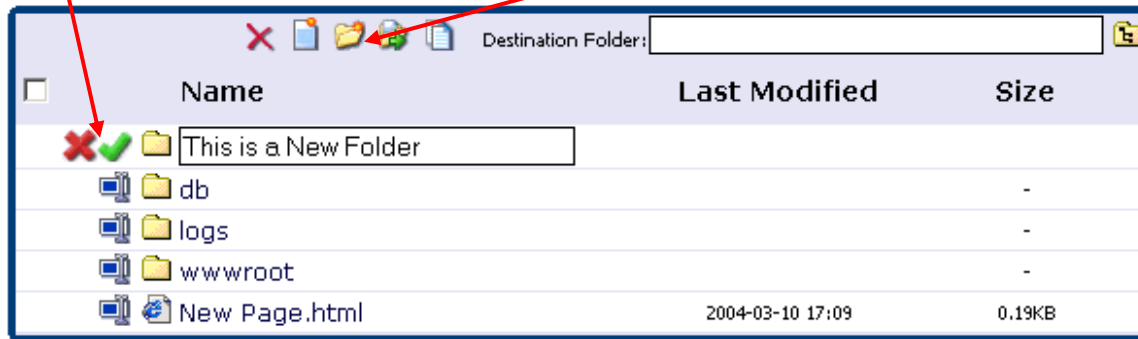 Destination Folder:
Name Last Modified Size
This is a New Folder
db -
logs -
wwwroot -
New Page.html 2004-03-10 17:09 0.19KB